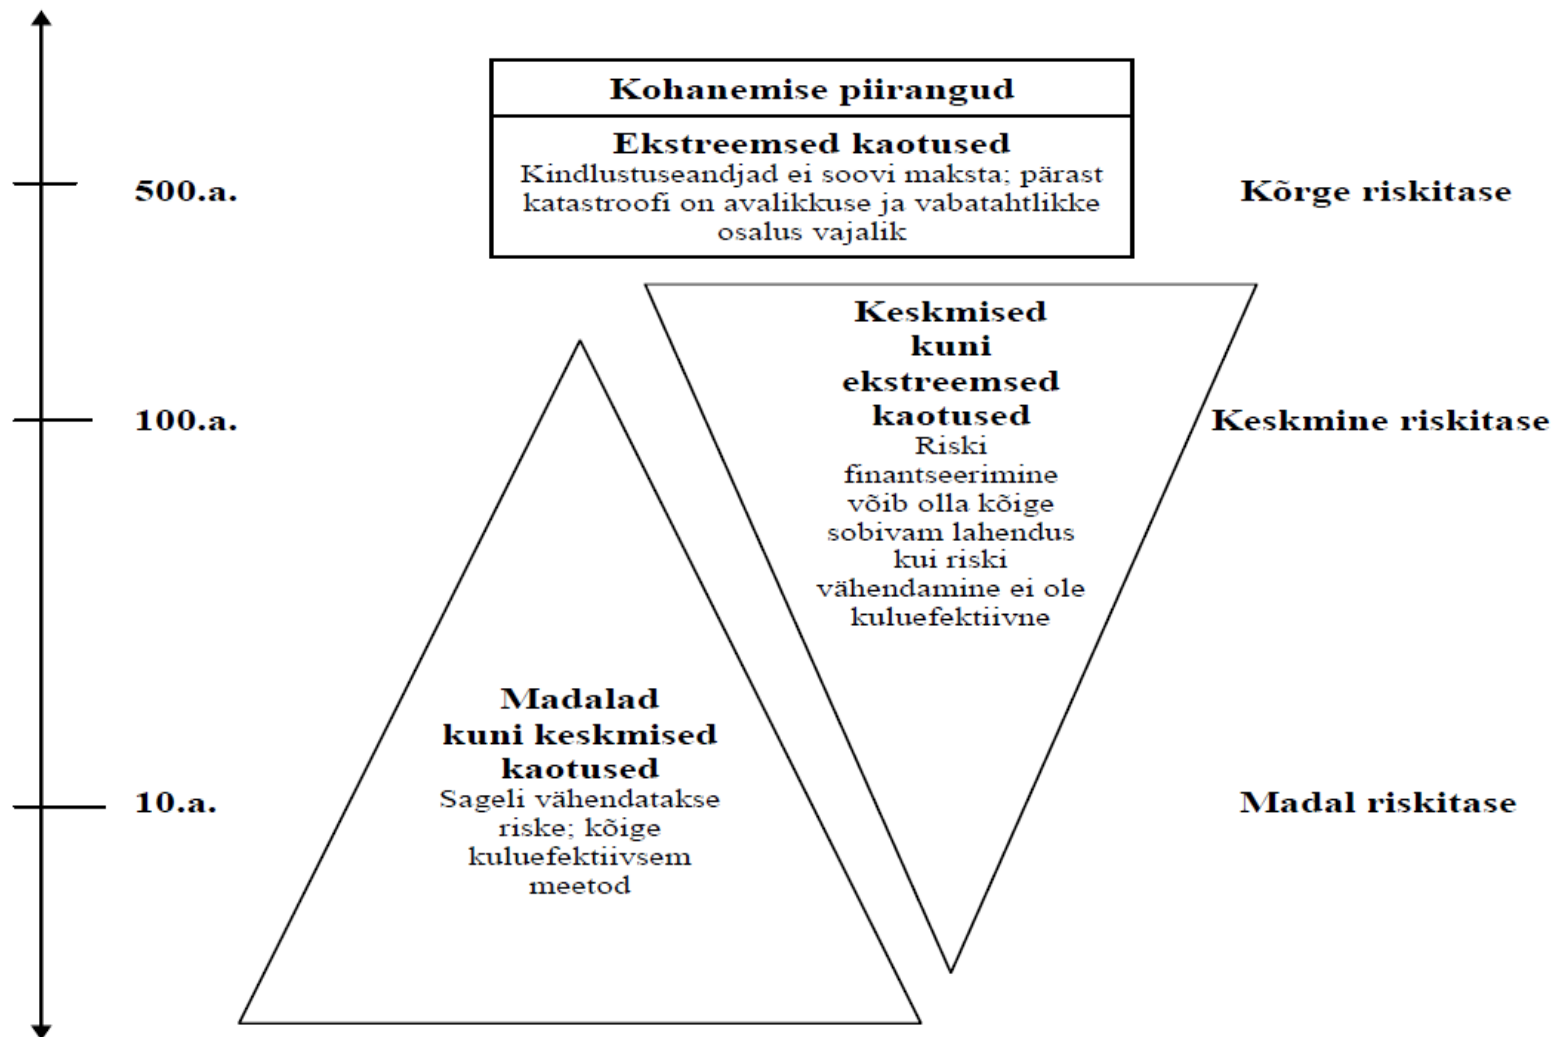 Kohanemise piirangud
Ekstreemsed kaotused
Kindlustuseandjad ei soovi maksta; pärast
katastroofi on avalikkuse ja vabatahtlikke
osalus vajalik
500.a.
Kõrge riskitase
Keskmised
kuni
ekstreemsed
kaotused
Riski
finantseerimine
võib olla kõige
sobivam lahendus
kui riski
vähendamine ei ole
kuluefektiivne
100.a.
Keskmine riskitase
Madalad
kuni keskmised
kaotused
Sageli vähendatakse
riske; kõige
kuluefektiivsem
meetod
10.a.
Madal riskitase